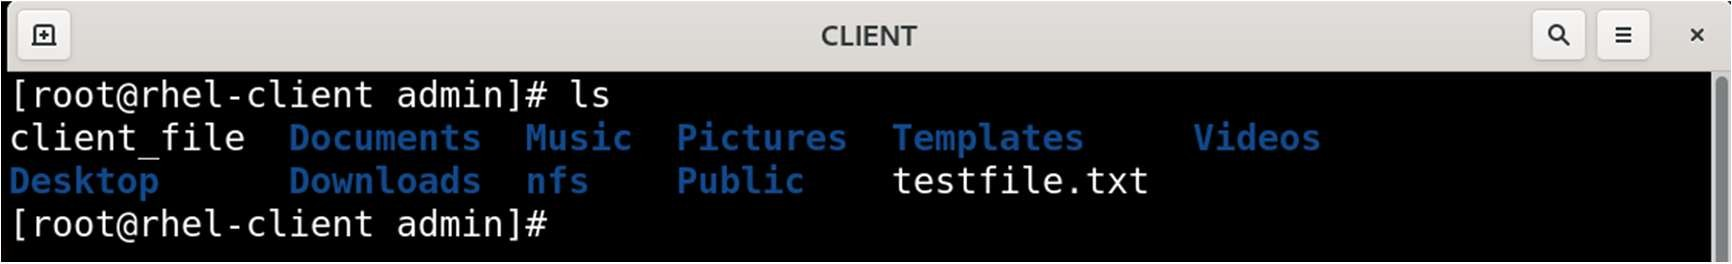 CLIENT
[root@rhel-client admin]# ls
client_file  Documents  Music  Pictures  Templates     Videos
Desktop      Downloads  nfs    Public    testfile.txt
[root@rhel-client admin]#